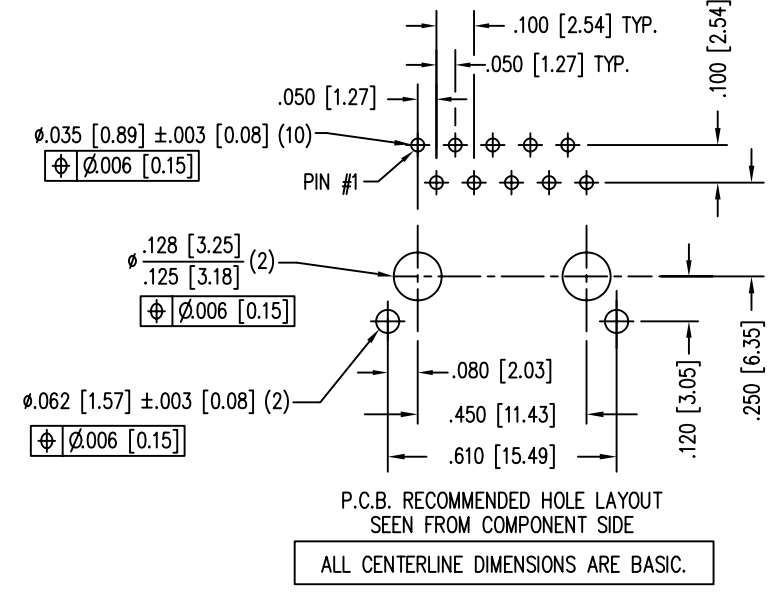 .100 [2.54] TYP.
.050 [1.27] TYP.
.100 [2.54]
.050 [1.27]
ø.035 [0.89] ±.003 [0.08] (10)
⌖ Ø.006 [0.15]
PIN #1
ø .128 [3.25]
.125 [3.18] (2)
⌖ Ø.006 [0.15]
.080 [2.03]
ø.062 [1.57] ±.003 [0.08] (2)
.450 [11.43]
.120 [3.05]
.250 [6.35]
⌖ Ø.006 [0.15]
.610 [15.49]
P.C.B. RECOMMENDED HOLE LAYOUT
SEEN FROM COMPONENT SIDE
ALL CENTERLINE DIMENSIONS ARE BASIC.